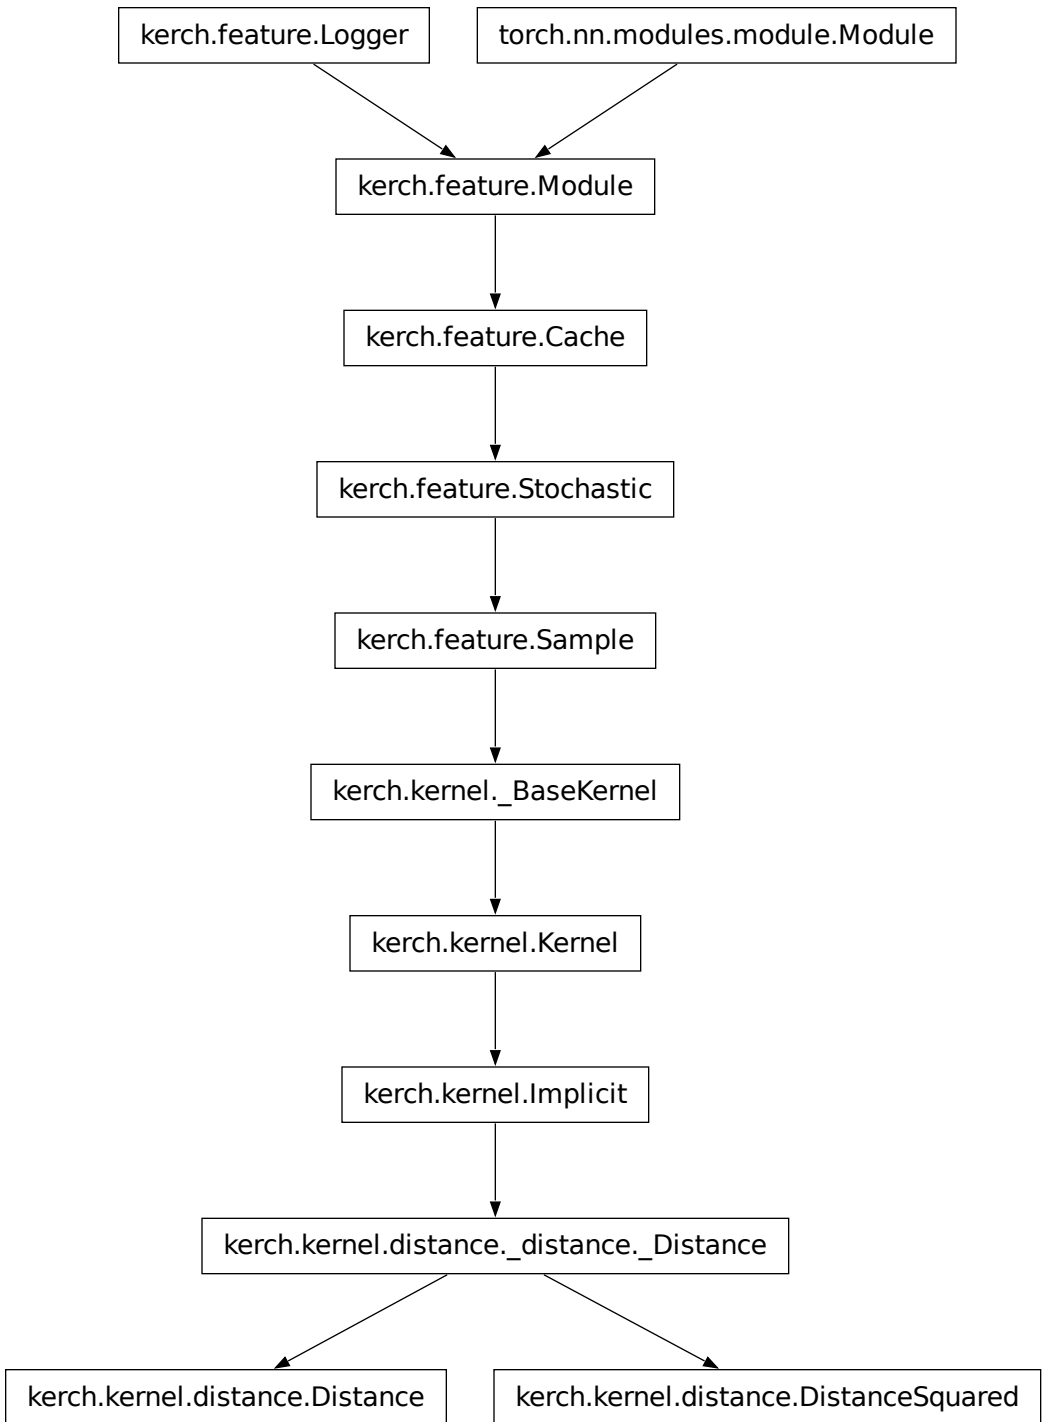 kerch.feature.Logger
torch.nn.modules.module.Module
kerch.feature.Module
kerch.feature.Cache
kerch.feature.Stochastic
kerch.feature.Sample
kerch.kernel._BaseKernel
kerch.kernel.Kernel
kerch.kernel.Implicit
kerch.kernel.distance._distance._Distance
kerch.kernel.distance.Distance
kerch.kernel.distance.DistanceSquared